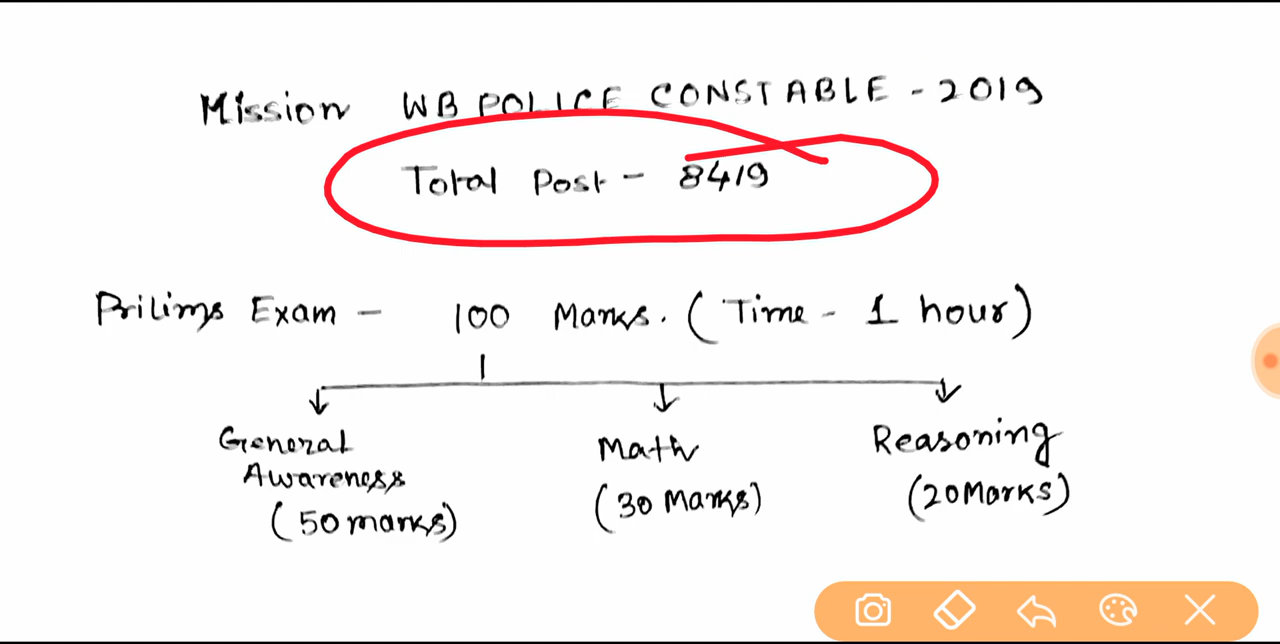 Mission WB POLICE CONSTABLE - 2019
Total Post - 8419
Prilims Exam - 100 Marks. (Time - 1 hour)
General
Awareness
(50 marks)
Math
(30 Marks)
Reasoning
(20 Marks)